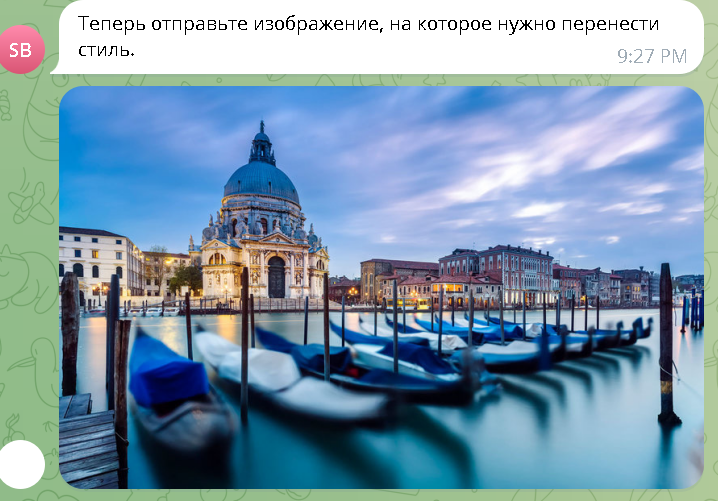 Теперь отправьте изображение, на которое нужно перенести
стиль.
SB
9:27 PM